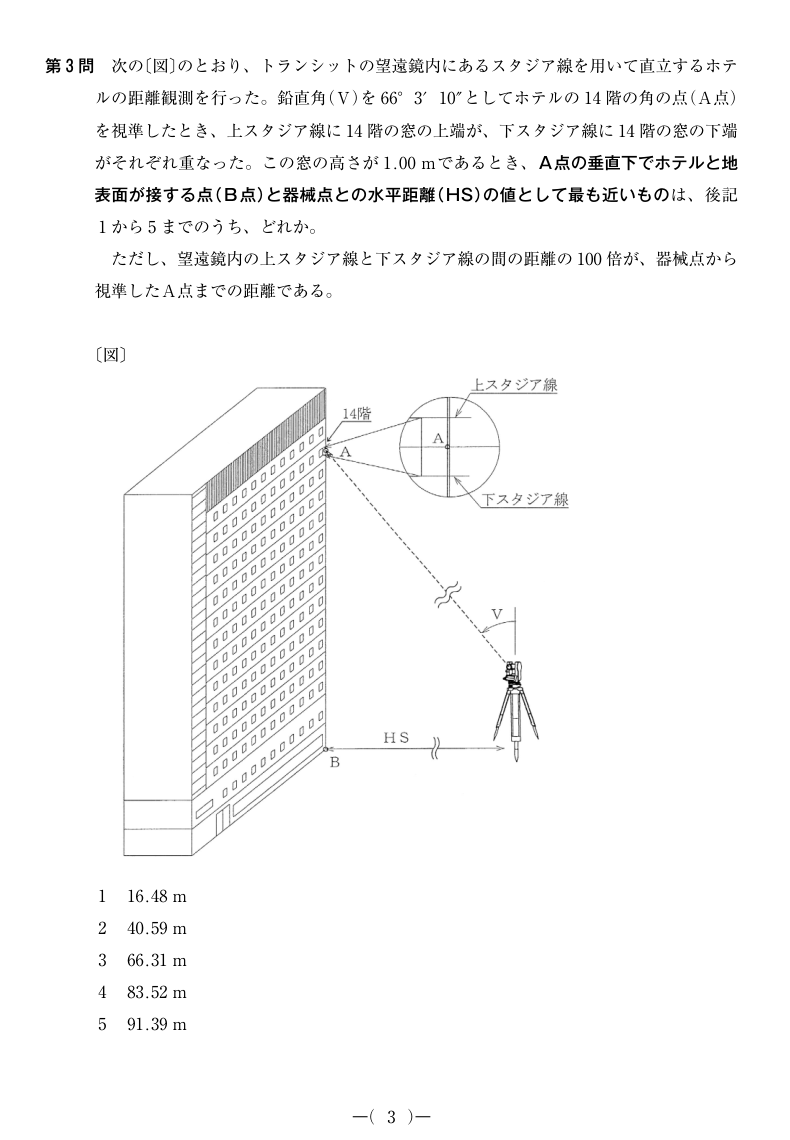 第3問　次の〔図〕のとおり、トランシットの望遠鏡内にあるスタジア線を用いて直立するホテ
ルの距離観測を行った。鉛直角(V)を66°3′10″としてホテルの14階の角の点(A点)
を視準したとき、上スタジア線に14階の窓の上端が、下スタジア線に14階の窓の下端
がそれぞれ重なった。この窓の高さが1.00 mであるとき、A点の垂直下でホテルと地
表面が接する点(B点)と器械点との水平距離(HS)の値として最も近いものは、後記
1から5までのうち、どれか。
ただし、望遠鏡内の上スタジア線と下スタジア線の間の距離の100倍が、器械点から
視準したA点までの距離である。
〔図〕
上スタジア線
14階
A
A
下スタジア線
V
HS
B
1　16.48 m
2　40.59 m
3　66.31 m
4　83.52 m
5　91.39 m
―( 3 )―